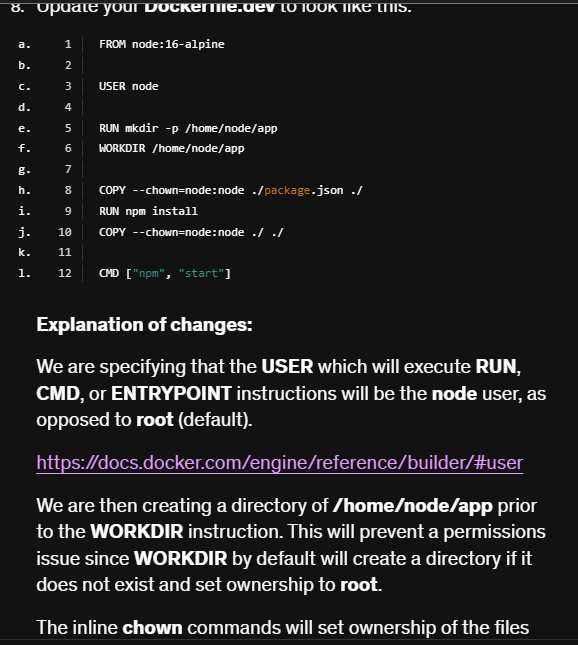 8. Update your Dockerfile.dev to look like this:
a. 1 FROM node:16-alpine
b. 2
c. 3 USER node
d. 4
e. 5 RUN mkdir -p /home/node/app
f. 6 WORKDIR /home/node/app
g. 7
h. 8 COPY --chown=node:node ./package.json ./
i. 9 RUN npm install
j. 10 COPY --chown=node:node ./ ./
k. 11
l. 12 CMD ["npm", "start"]
Explanation of changes:
We are specifying that the USER which will execute RUN,
CMD, or ENTRYPOINT instructions will be the node user, as
opposed to root (default).
https://docs.docker.com/engine/reference/builder/#user
We are then creating a directory of /home/node/app prior
to the WORKDIR instruction. This will prevent a permissions
issue since WORKDIR by default will create a directory if it
does not exist and set ownership to root.
The inline chown commands will set ownership of the files